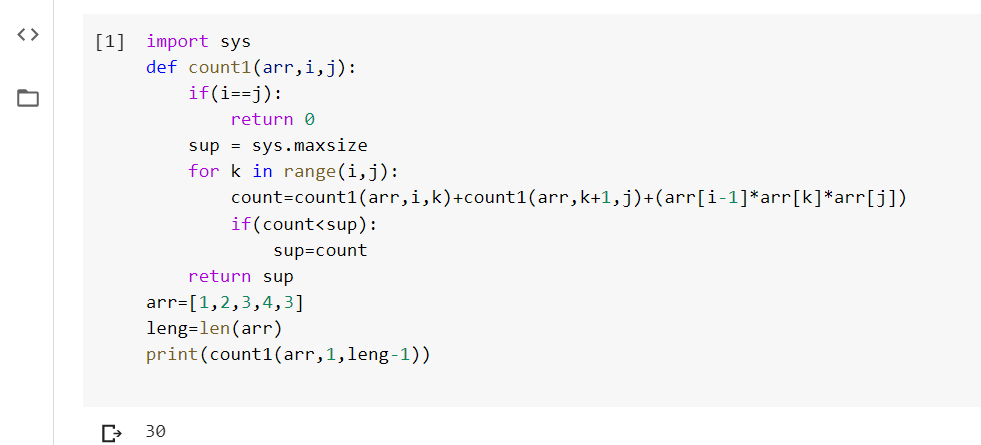 [1] import sys
def count1(arr,i,j):
    if(i==j):
        return 0
    sup = sys.maxsize
    for k in range(i,j):
        count=count1(arr,i,k)+count1(arr,k+1,j)+(arr[i-1]*arr[k]*arr[j])
        if(count<sup):
            sup=count
    return sup
arr=[1,2,3,4,3]
leng=len(arr)
print(count1(arr,1,leng-1))
30